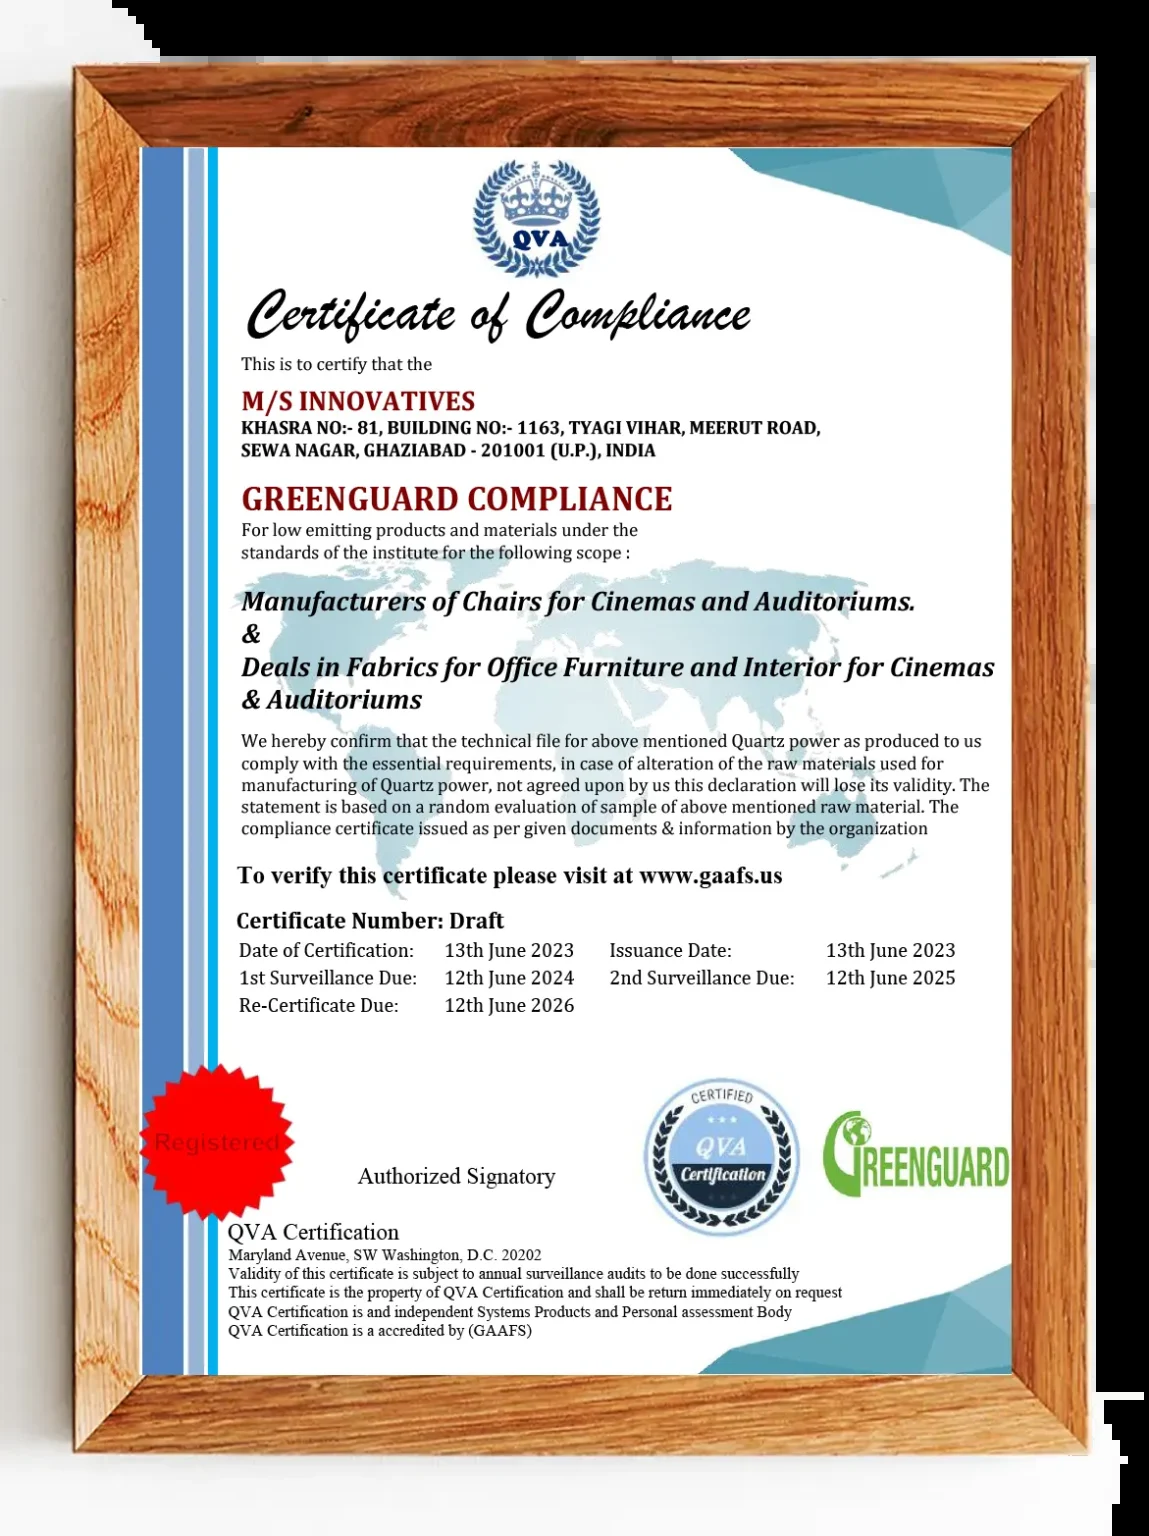 QVA
Certificate of Compliance
This is to certify that the
M/S INNOVATIVES
KHASRA NO:- 81, BUILDING NO:- 1163, TYAGI VIHAR, MEERUT ROAD,
SEWA NAGAR, GHAZIABAD - 201001 (U.P.), INDIA
GREENGUARD COMPLIANCE
For low emitting products and materials under the
standards of the institute for the following scope :
Manufacturers of Chairs for Cinemas and Auditoriums.
&
Deals in Fabrics for Office Furniture and Interior for Cinemas
& Auditoriums
We hereby confirm that the technical file for above mentioned Quartz power as produced to us
comply with the essential requirements, in case of alteration of the raw materials used for
manufacturing of Quartz power, not agreed upon by us this declaration will lose its validity. The
statement is based on a random evaluation of sample of above mentioned raw material. The
compliance certificate issued as per given documents & information by the organization
To verify this certificate please visit at www.gaafs.us
Certificate Number: Draft
Date of Certification: 13th June 2023 Issuance Date: 13th June 2023
1st Surveillance Due: 12th June 2024 2nd Surveillance Due: 12th June 2025
Re-Certificate Due: 12th June 2026
Registered
Authorized Signatory
CERTIFIED
QVA
Certification
GREENGUARD
QVA Certification
Maryland Avenue, SW Washington, D.C. 20202
Validity of this certificate is subject to annual surveillance audits to be done successfully
This certificate is the property of QVA Certification and shall be return immediately on request
QVA Certification is and independent Systems Products and Personal assessment Body
QVA Certification is a accredited by (GAAFS)